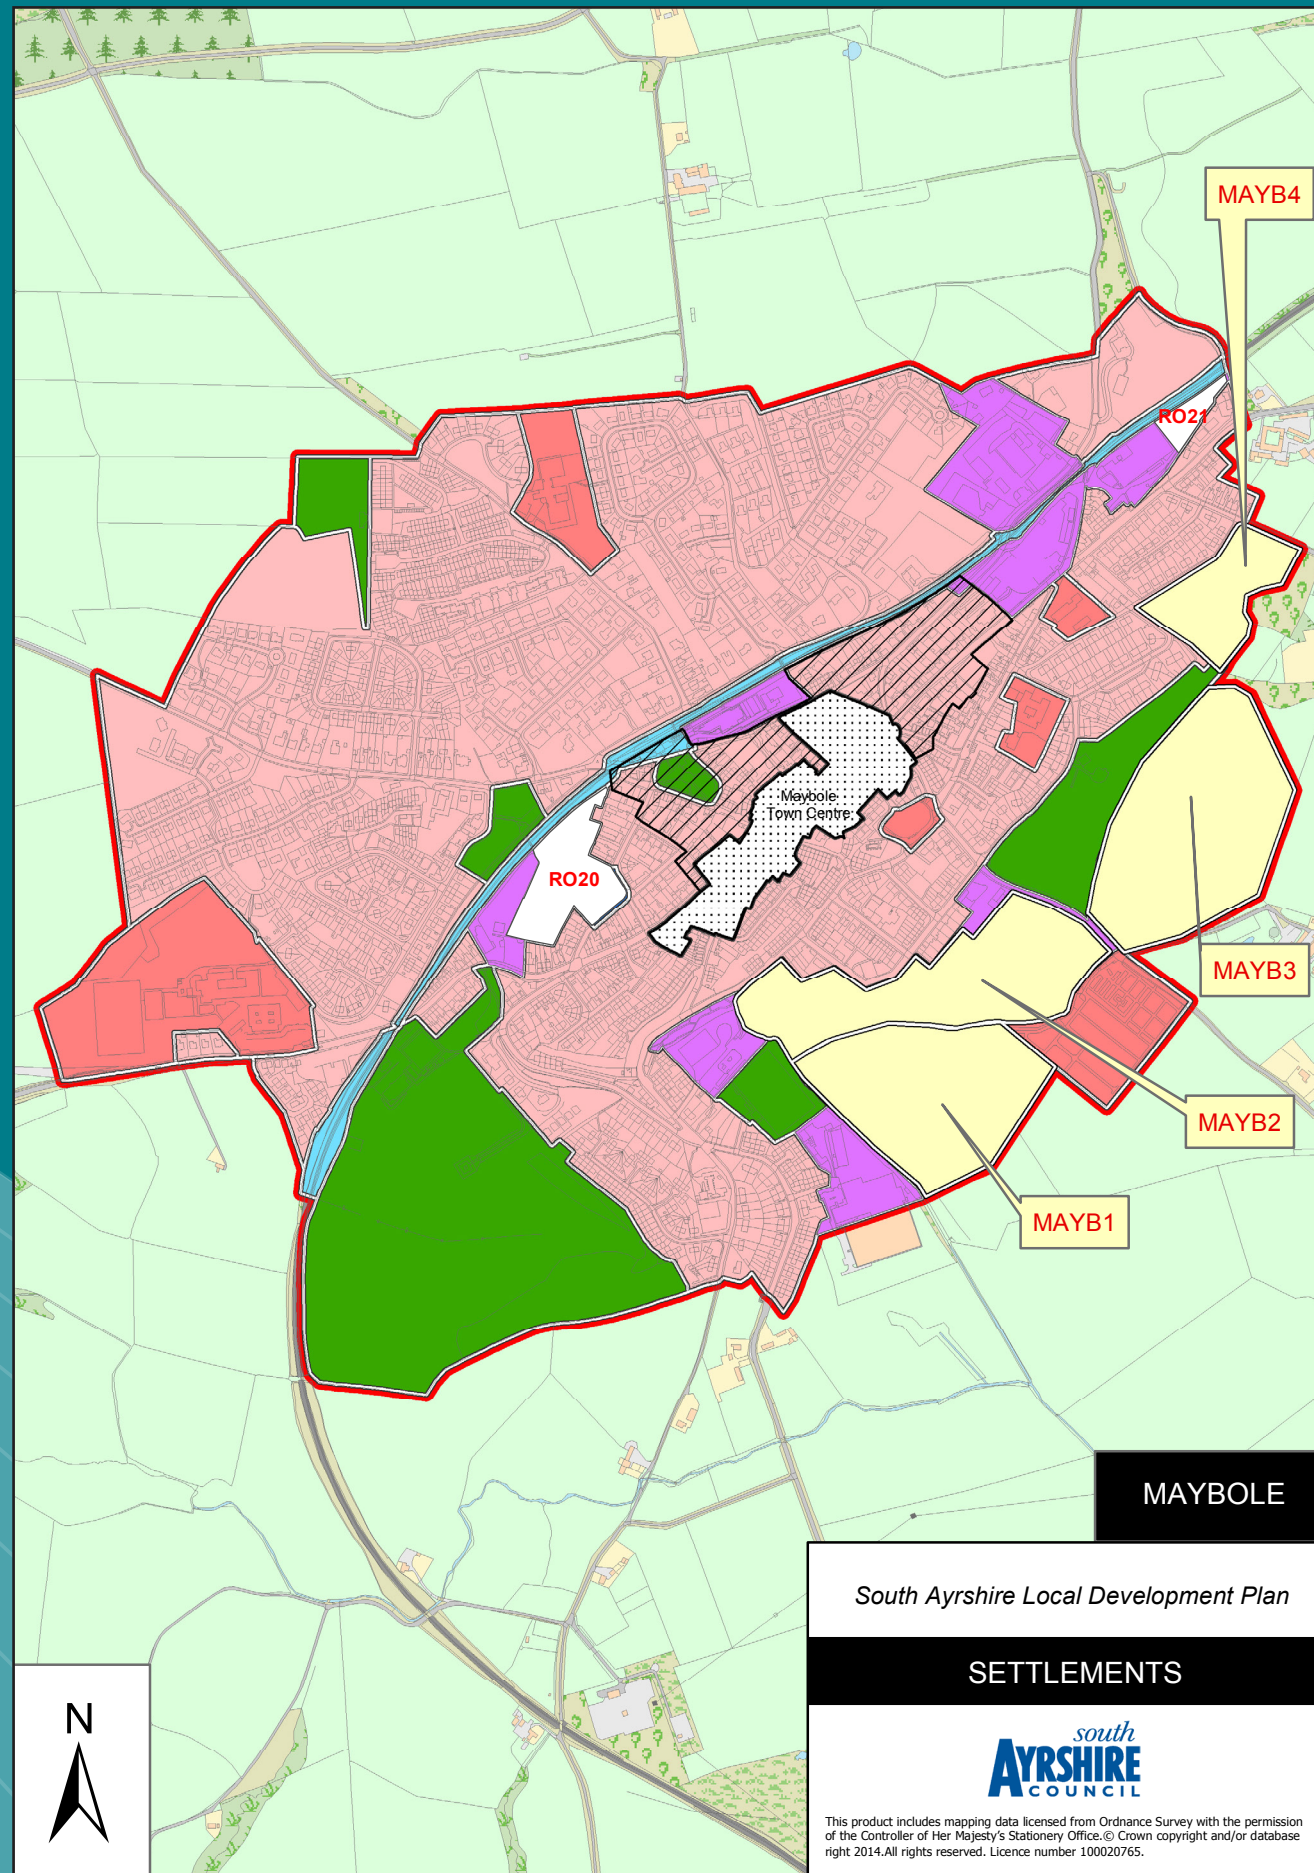 MAYB4
RO21
Maybole
Town Centre
RO20
MAYB3
MAYB2
MAYB1
MAYBOLE
South Ayrshire Local Development Plan
SETTLEMENTS
N
south
AYRSHIRE
COUNCIL
This product includes mapping data licensed from Ordnance Survey with the permission
of the Controller of Her Majesty's Stationery Office.© Crown copyright and/or database
right 2014.All rights reserved. Licence number 100020765.